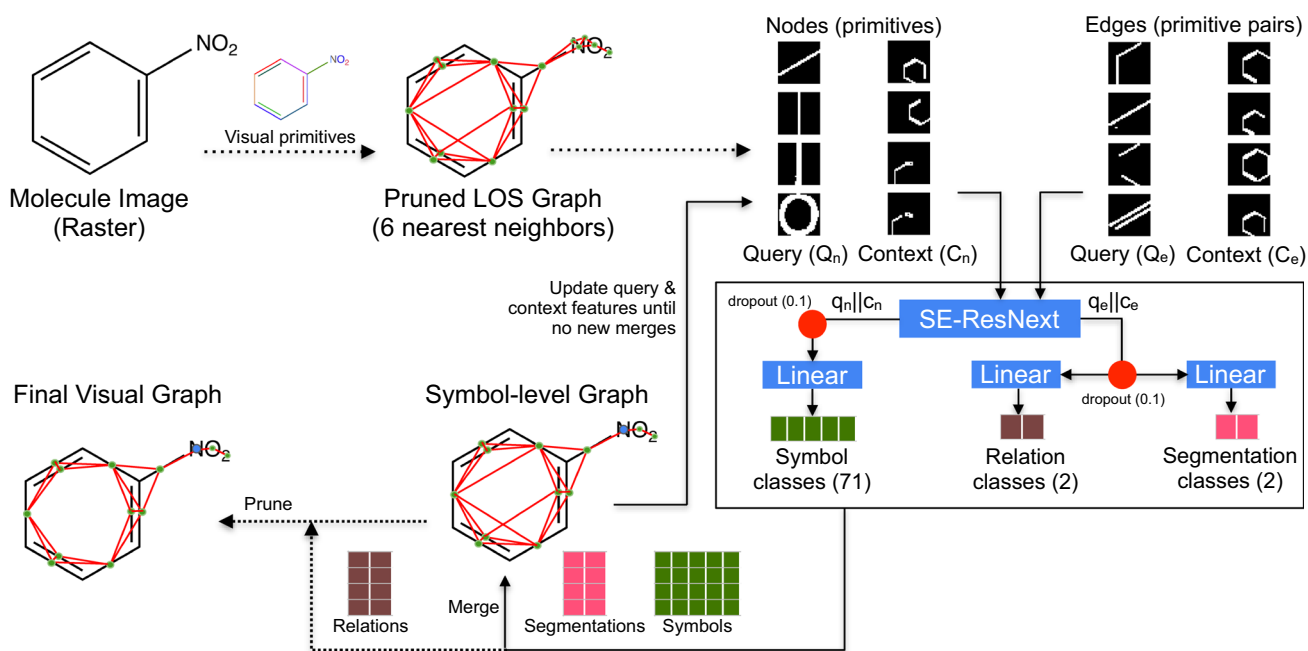 NO2
Molecule Image
(Raster)
NO2
Visual primitives
NO2
Pruned LOS Graph
(6 nearest neighbors)
Nodes (primitives)
Query (Qn)
Context (Cn)
Edges (primitive pairs)
Query (Qe)
Context (Ce)
Update query &
context features until
no new merges
dropout (0.1)
qn||cn
SE-ResNext
qe||ce
Linear
Linear
Linear
dropout (0.1)
Symbol
classes (71)
Relation
classes (2)
Segmentation
classes (2)
Final Visual Graph
NO2
Symbol-level Graph
NO2
Prune
Merge
Relations
Segmentations
Symbols